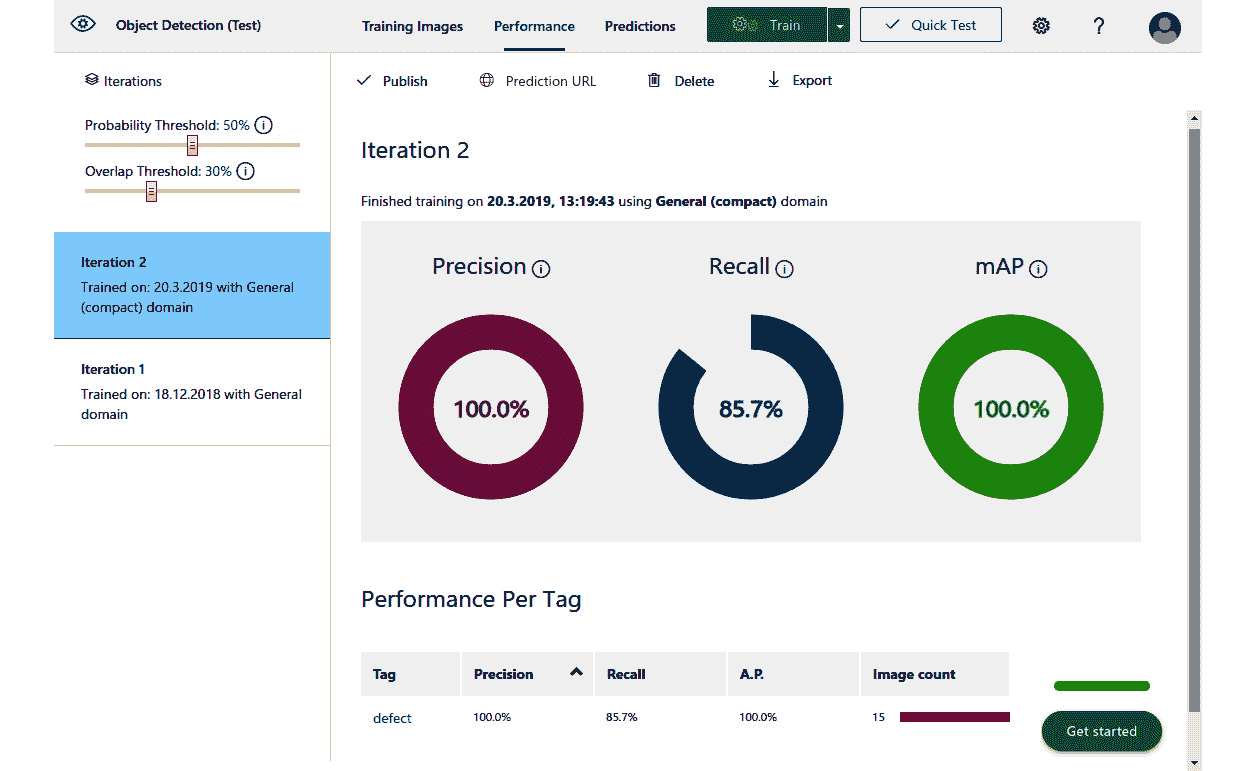 Object Detection (Test)
Training Images
Performance
Predictions
Train
Quick Test
?
Iterations
Probability Threshold: 50%
Overlap Threshold: 30%
Iteration 2
Trained on: 20.3.2019 with General
(compact) domain
Iteration 1
Trained on: 18.12.2018 with General
domain
Publish
Prediction URL
Delete
Export
Iteration 2
Finished training on 20.3.2019, 13:19:43 using General (compact) domain
Precision
Recall
mAP
100.0%
85.7%
100.0%
Performance Per Tag
Tag Precision Recall A.P. Image count
defect 100.0% 85.7% 100.0% 15
Get started